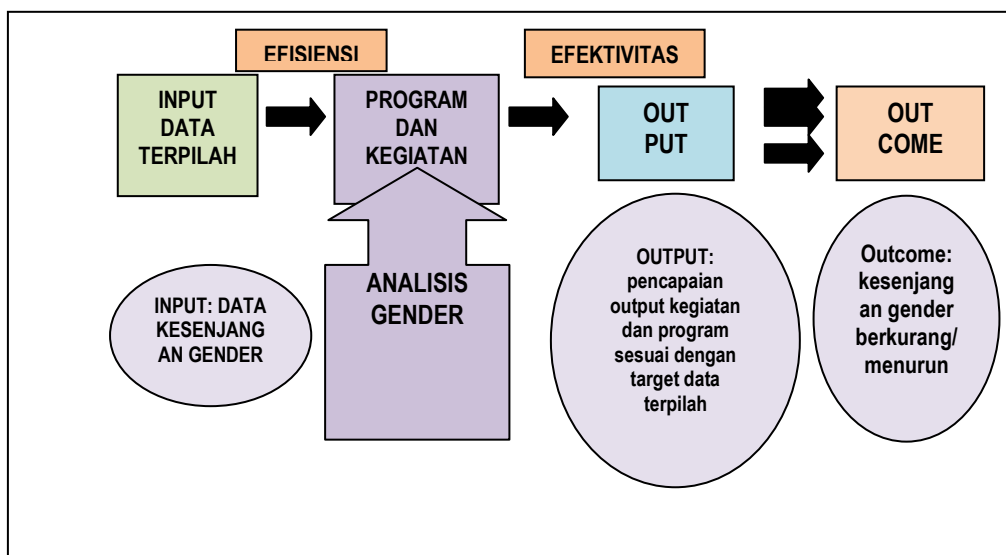 EFISIENSI
EFEKTIVITAS
INPUT
DATA
TERPILAH
PROGRAM
DAN
KEGIATAN
OUT
PUT
OUT
COME
ANALISIS
GENDER
INPUT: DATA
KESENJANG
AN GENDER
OUTPUT:
pencapaian
output kegiatan
dan program
sesuai dengan
target data
terpilah
Outcome:
kesenjang
an gender
berkurang/
menurun